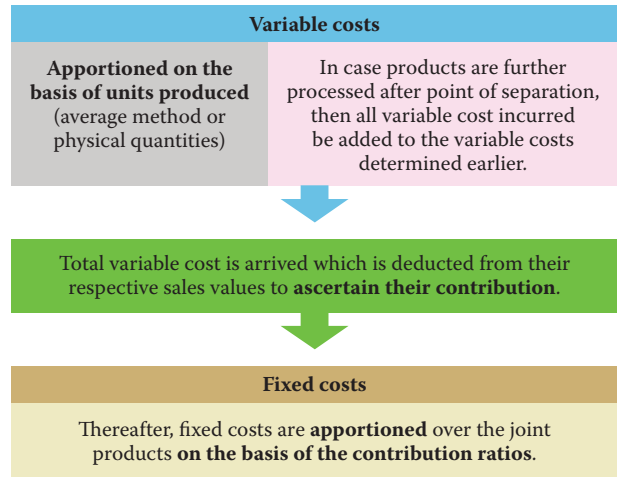 Variable costs
Apportioned on the
basis of units produced
(average method or
physical quantities)
In case products are further
processed after point of separation,
then all variable cost incurred
be added to the variable costs
determined earlier.
Total variable cost is arrived which is deducted from their
respective sales values to ascertain their contribution.
Fixed costs
Thereafter, fixed costs are apportioned over the joint
products on the basis of the contribution ratios.